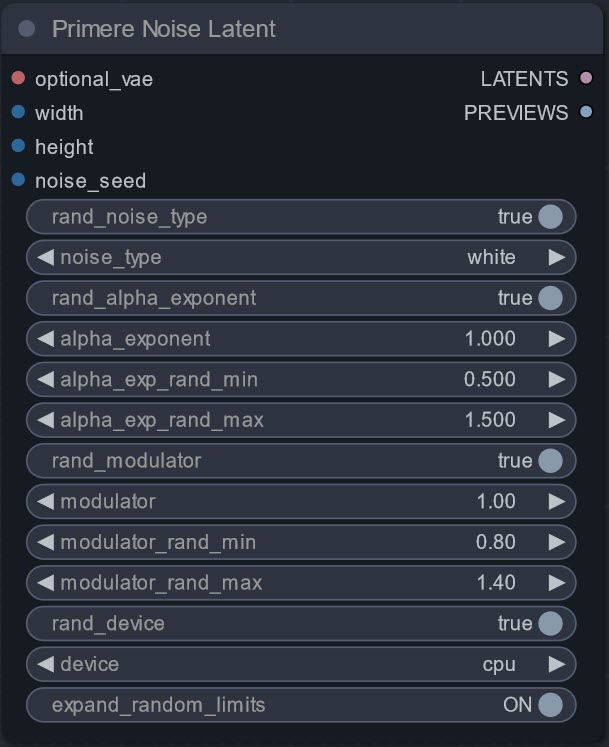 Primere Noise Latent
optional_vae LATENTS
width PREVIEWS
height
noise_seed
rand_noise_type true
noise_type white
rand_alpha_exponent true
alpha_exponent 1.000
alpha_exp_rand_min 0.500
alpha_exp_rand_max 1.500
rand_modulator true
modulator 1.00
modulator_rand_min 0.80
modulator_rand_max 1.40
rand_device true
device cpu
expand_random_limits ON